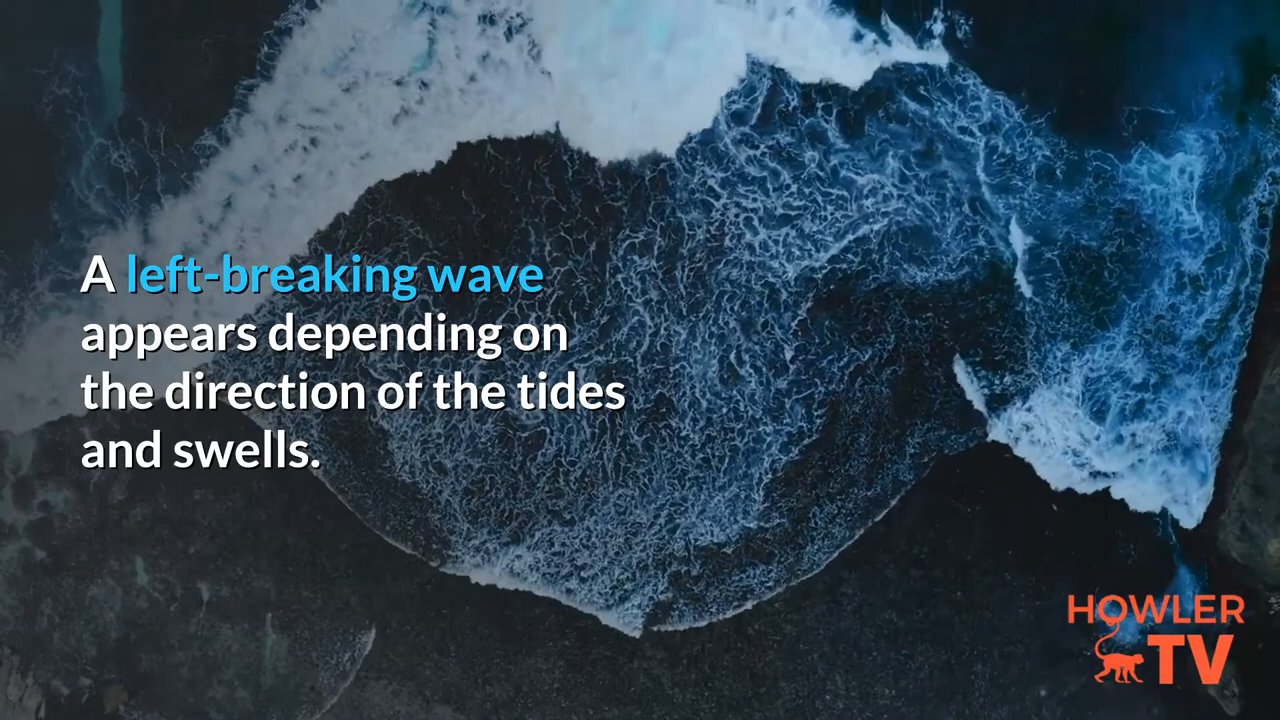 A left-breaking wave
appears depending on
the direction of the tides
and swells.
HOWLER
TV